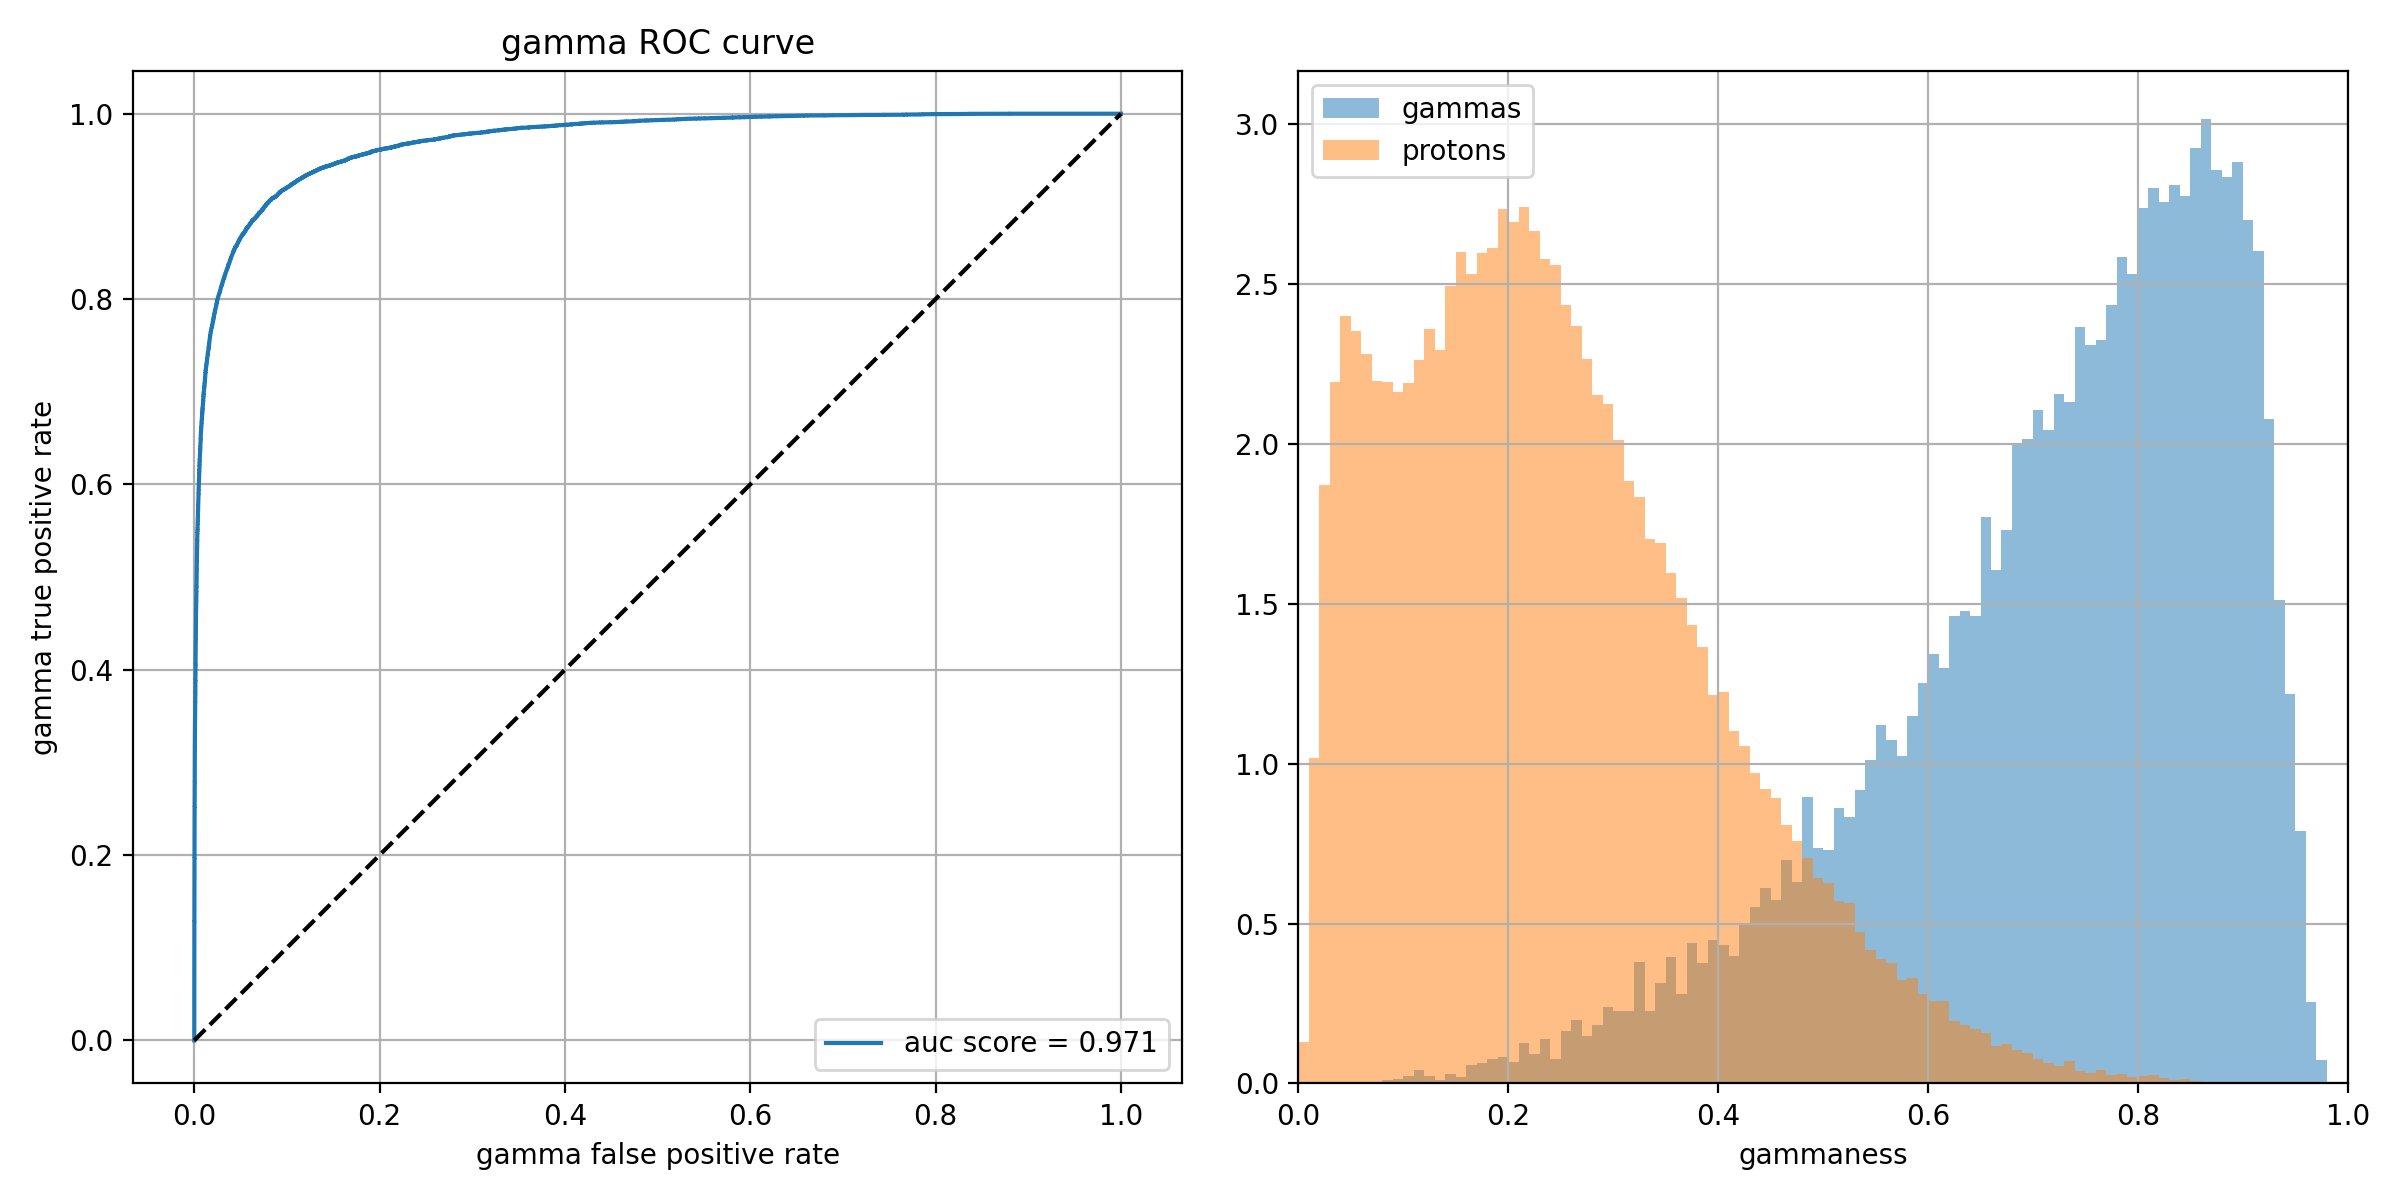 gamma ROC curve
gamma true positive rate
1.0
0.8
0.6
0.4
0.2
0.0
auc score = 0.971
0.0 0.2 0.4 0.6 0.8 1.0
gamma false positive rate
gammas
protons
3.0
2.5
2.0
1.5
1.0
0.5
0.0
0.0 0.2 0.4 0.6 0.8 1.0
gammaness